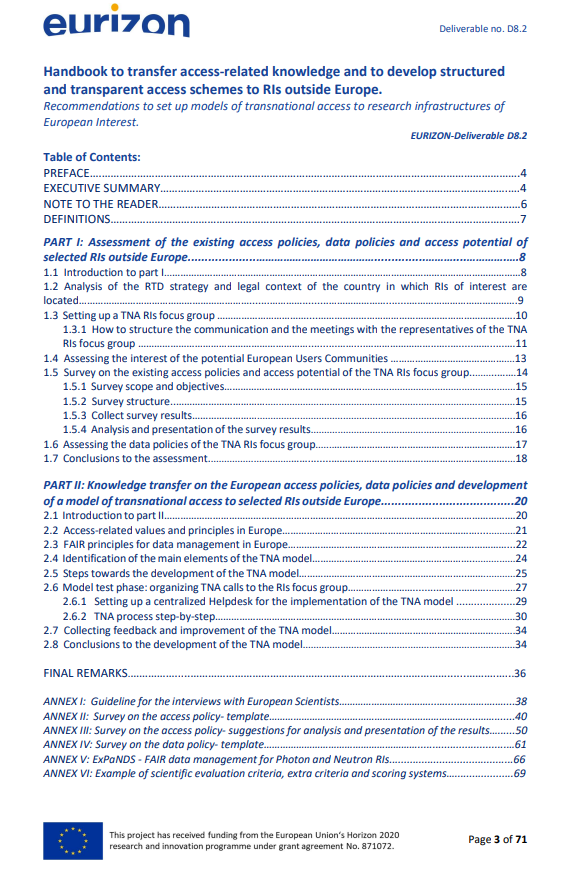 eurizon
Deliverable no. D8.2
Handbook to transfer access-related knowledge and to develop structured
and transparent access schemes to RIs outside Europe.
Recommendations to set up models of transnational access to research infrastructures of
European Interest.
EURIZON-Deliverable D8.2
Table of Contents:
PREFACE.....4
EXECUTIVE SUMMARY.....4
NOTE TO THE READER.....6
DEFINITIONS.....7
PART I: Assessment of the existing access policies, data policies and access potential of
selected RIs outside Europe.....8
1.1 Introduction to part I.....8
1.2 Analysis of the RTD strategy and legal context of the country in which RIs of interest are
located.....9
1.3 Setting up a TNA RIs focus group .....10
1.3.1 How to structure the communication and the meetings with the representatives of the TNA
RIs focus group .....11
1.4 Assessing the interest of the potential European Users Communities .....13
1.5 Survey on the existing access policies and access potential of the TNA RIs focus group.....14
1.5.1 Survey scope and objectives.....15
1.5.2 Survey structure.....15
1.5.3 Collect survey results.....16
1.5.4 Analysis and presentation of the survey results.....16
1.6 Assessing the data policies of the TNA RIs focus group.....17
1.7 Conclusions to the assessment.....18
PART II: Knowledge transfer on the European access policies, data policies and development
of a model of transnational access to selected RIs outside Europe.....20
2.1 Introduction to part II.....20
2.2 Access-related values and principles in Europe.....21
2.3 FAIR principles for data management in Europe.....22
2.4 Identification of the main elements of the TNA model.....24
2.5 Steps towards the development of the TNA model.....25
2.6 Model test phase: organizing TNA calls to the RIs focus group.....27
2.6.1 Setting up a centralized Helpdesk for the implementation of the TNA model .....29
2.6.2 TNA process step-by-step.....30
2.7 Collecting feedback and improvement of the TNA model.....34
2.8 Conclusions to the development of the TNA model.....34
FINAL REMARKS.....36
ANNEX I: Guideline for the interviews with European Scientists.....38
ANNEX II: Survey on the access policy- template.....40
ANNEX III: Survey on the access policy- suggestions for analysis and presentation of the results.....50
ANNEX IV: Survey on the data policy- template.....61
ANNEX V: ExPaNDS - FAIR data management for Photon and Neutron RIs.....66
ANNEX VI: Example of scientific evaluation criteria, extra criteria and scoring systems.....69
This project has received funding from the European Union's Horizon 2020
research and innovation programme under grant agreement No. 871072.
Page 3 of 71